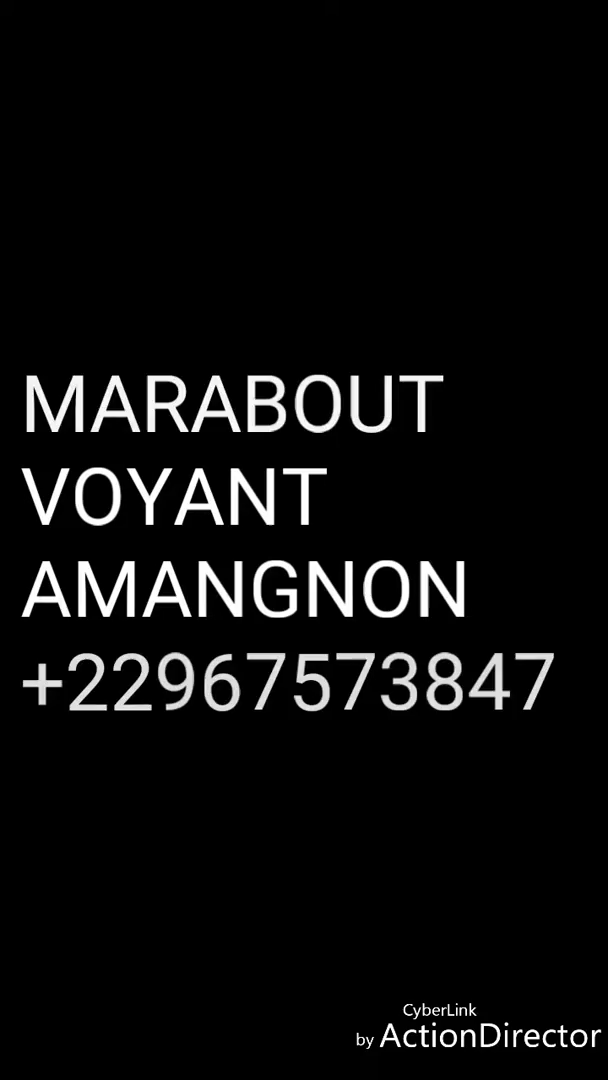 MARABOUT
VOYANT
AMANGNON
+22967573847
CyberLink
by ActionDirector